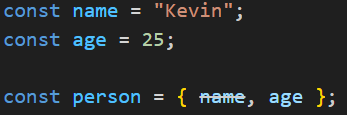 const name = "Kevin";
const age = 25;
const person = { name, age };